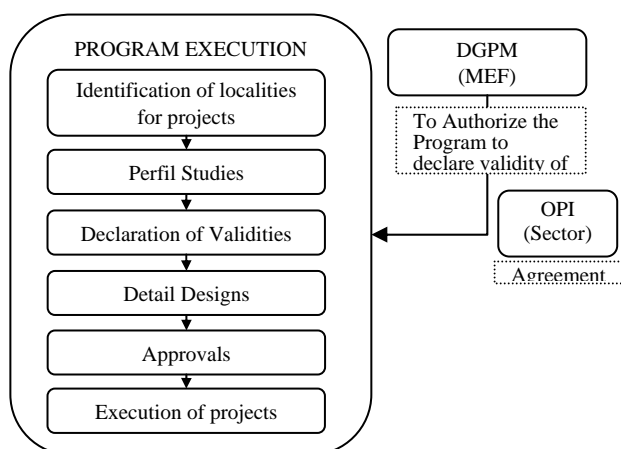 PROGRAM EXECUTION
Identification of localities
for projects
Perfil Studies
Declaration of Validities
Detail Designs
Approvals
Execution of projects
DGPM
(MEF)
To Authorize the
Program to
declare validity of
OPI
(Sector)
Agreement